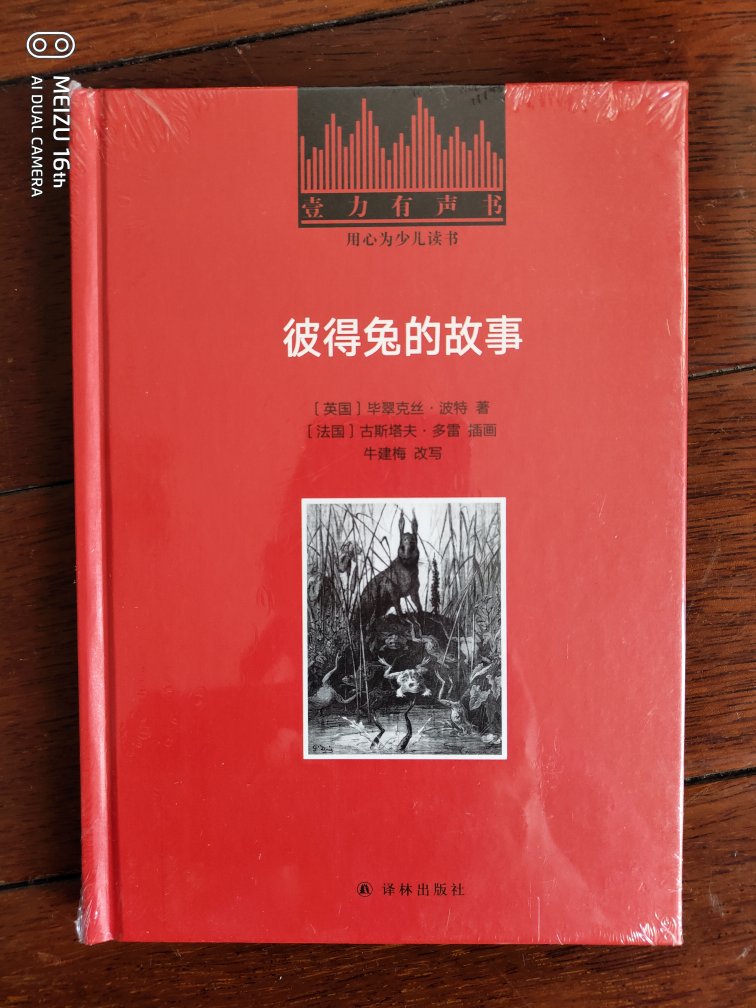 MEIZU 16th
AI DUAL CAMERA
壹力有声书
用心为少儿读书
彼得兔的故事
[英国] 毕翠克丝·波特 著
[法国] 古斯塔夫·多雷 插画
牛建梅 改写
译林出版社